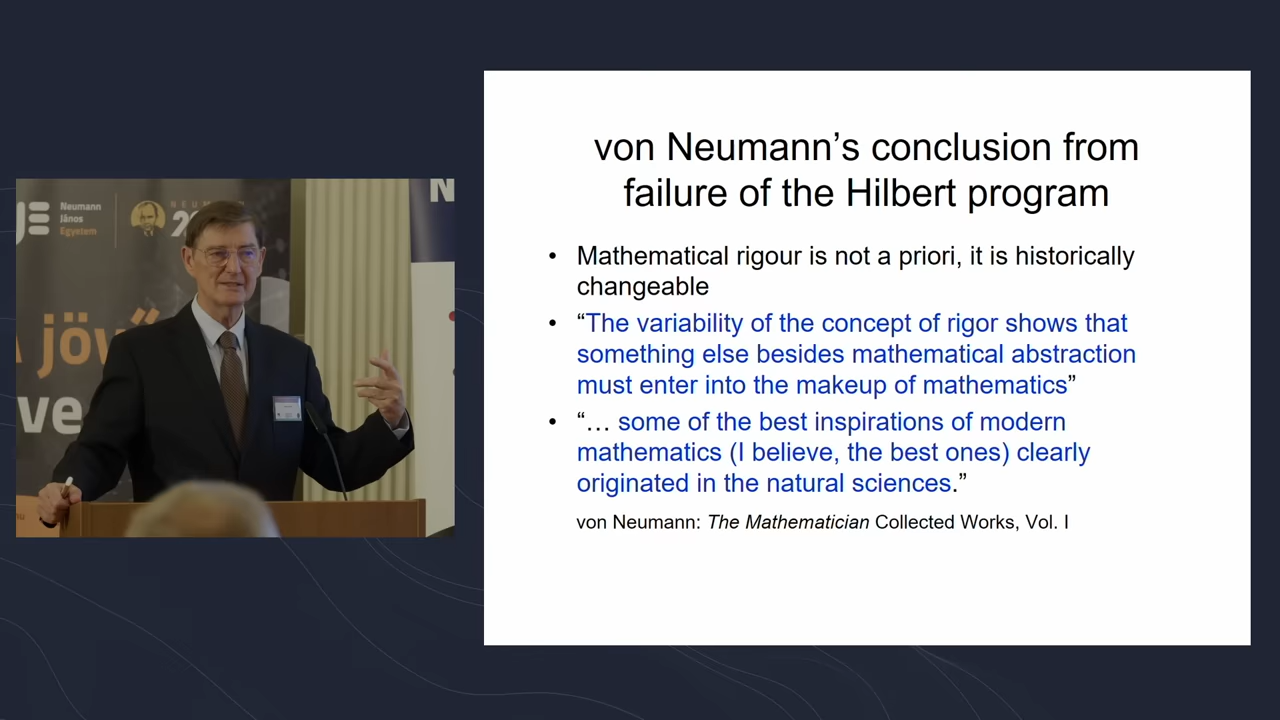 Neumann
János
Egyetem
N
von Neumann’s conclusion from
failure of the Hilbert program
• Mathematical rigour is not a priori, it is historically
changeable
• “The variability of the concept of rigor shows that
something else besides mathematical abstraction
must enter into the makeup of mathematics”
• “… some of the best inspirations of modern
mathematics (I believe, the best ones) clearly
originated in the natural sciences.”
von Neumann: The Mathematician Collected Works, Vol. I